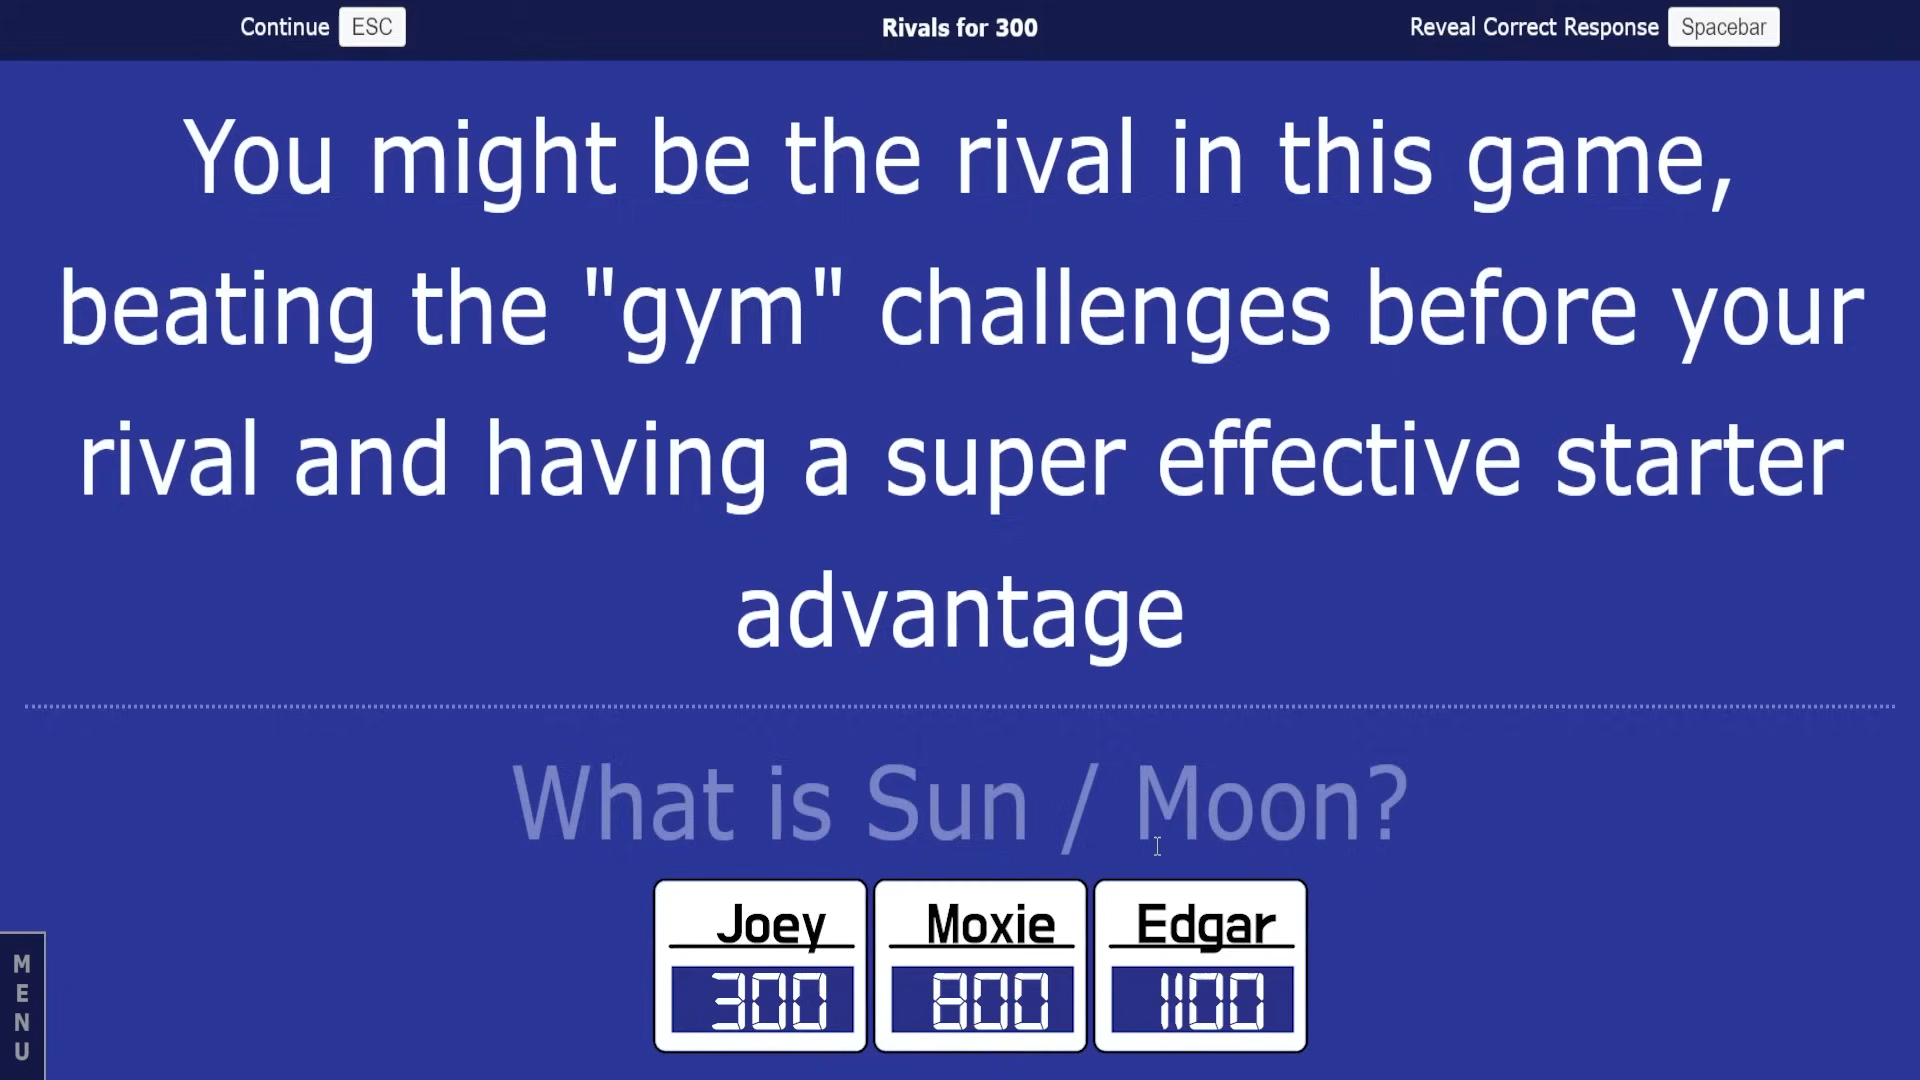 Continue ESC Rivals for 300 Reveal Correct Response Spacebar
You might be the rival in this game,
beating the "gym" challenges before your
rival and having a super effective starter
advantage
What is Sun / Moon?
Joey Moxie Edgar
300 800 1100
MENU